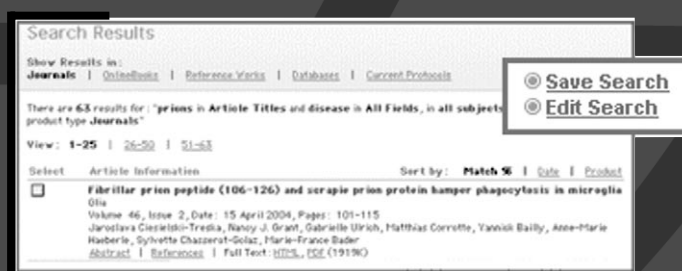 Search Results
Show Results in:
Journals | OnlineBooks | Reference Works | Databases | Current Protocols
Save Search
Edit Search
There are 63 results for: "prions in Article Titles and disease in All Fields, in all subjects
product type Journals"
View: 1-25 | 26-50 | 51-63
Select Article Information Sort by: Match % | Date | Product
Fibrillar prion peptide (106-126) and scrapie prion protein hamper phagocytosis in microglia
Glia
Volume 46, Issue 2, Date: 15 April 2004, Pages: 101-115
Jaroslava Ciesielski-Treska, Nancy J. Grant, Gabrielle Ulrich, Matthias Corrotte, Yannick Bailly, Anne-Marie
Haeberle, Sylvette Chasserot-Golaz, Marie-France Bader
Abstract | References | Full Text: HTML, PDF (1919K)